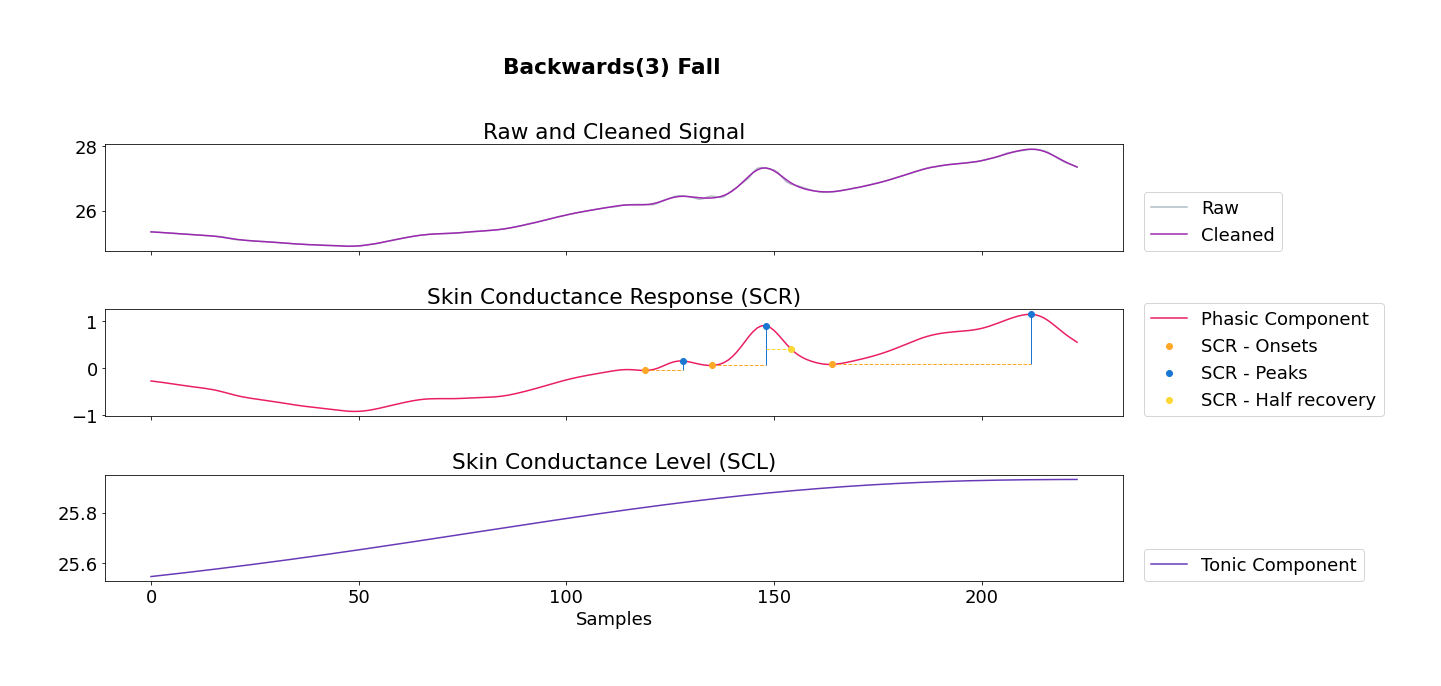 Backwards(3) Fall
Raw and Cleaned Signal
28
26
Raw
Cleaned
Skin Conductance Response (SCR)
1
0
−1
Phasic Component
SCR - Onsets
SCR - Peaks
SCR - Half recovery
Skin Conductance Level (SCL)
25.8
25.6
Tonic Component
0 50 100 150 200
Samples